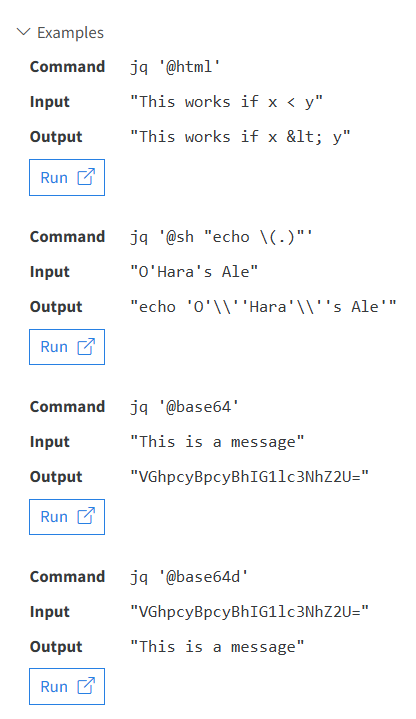 Examples
Command jq '@html'
Input "This works if x < y"
Output "This works if x &lt; y"
Run
Command jq '@sh "echo \(.)"'
Input "O'Hara's Ale"
Output "echo 'O'\\''Hara'\\''s Ale'"
Run
Command jq '@base64'
Input "This is a message"
Output "VGhpcyBpcyBhIG1lc3NhZ2U="
Run
Command jq '@base64d'
Input "VGhpcyBpcyBhIG1lc3NhZ2U="
Output "This is a message"
Run